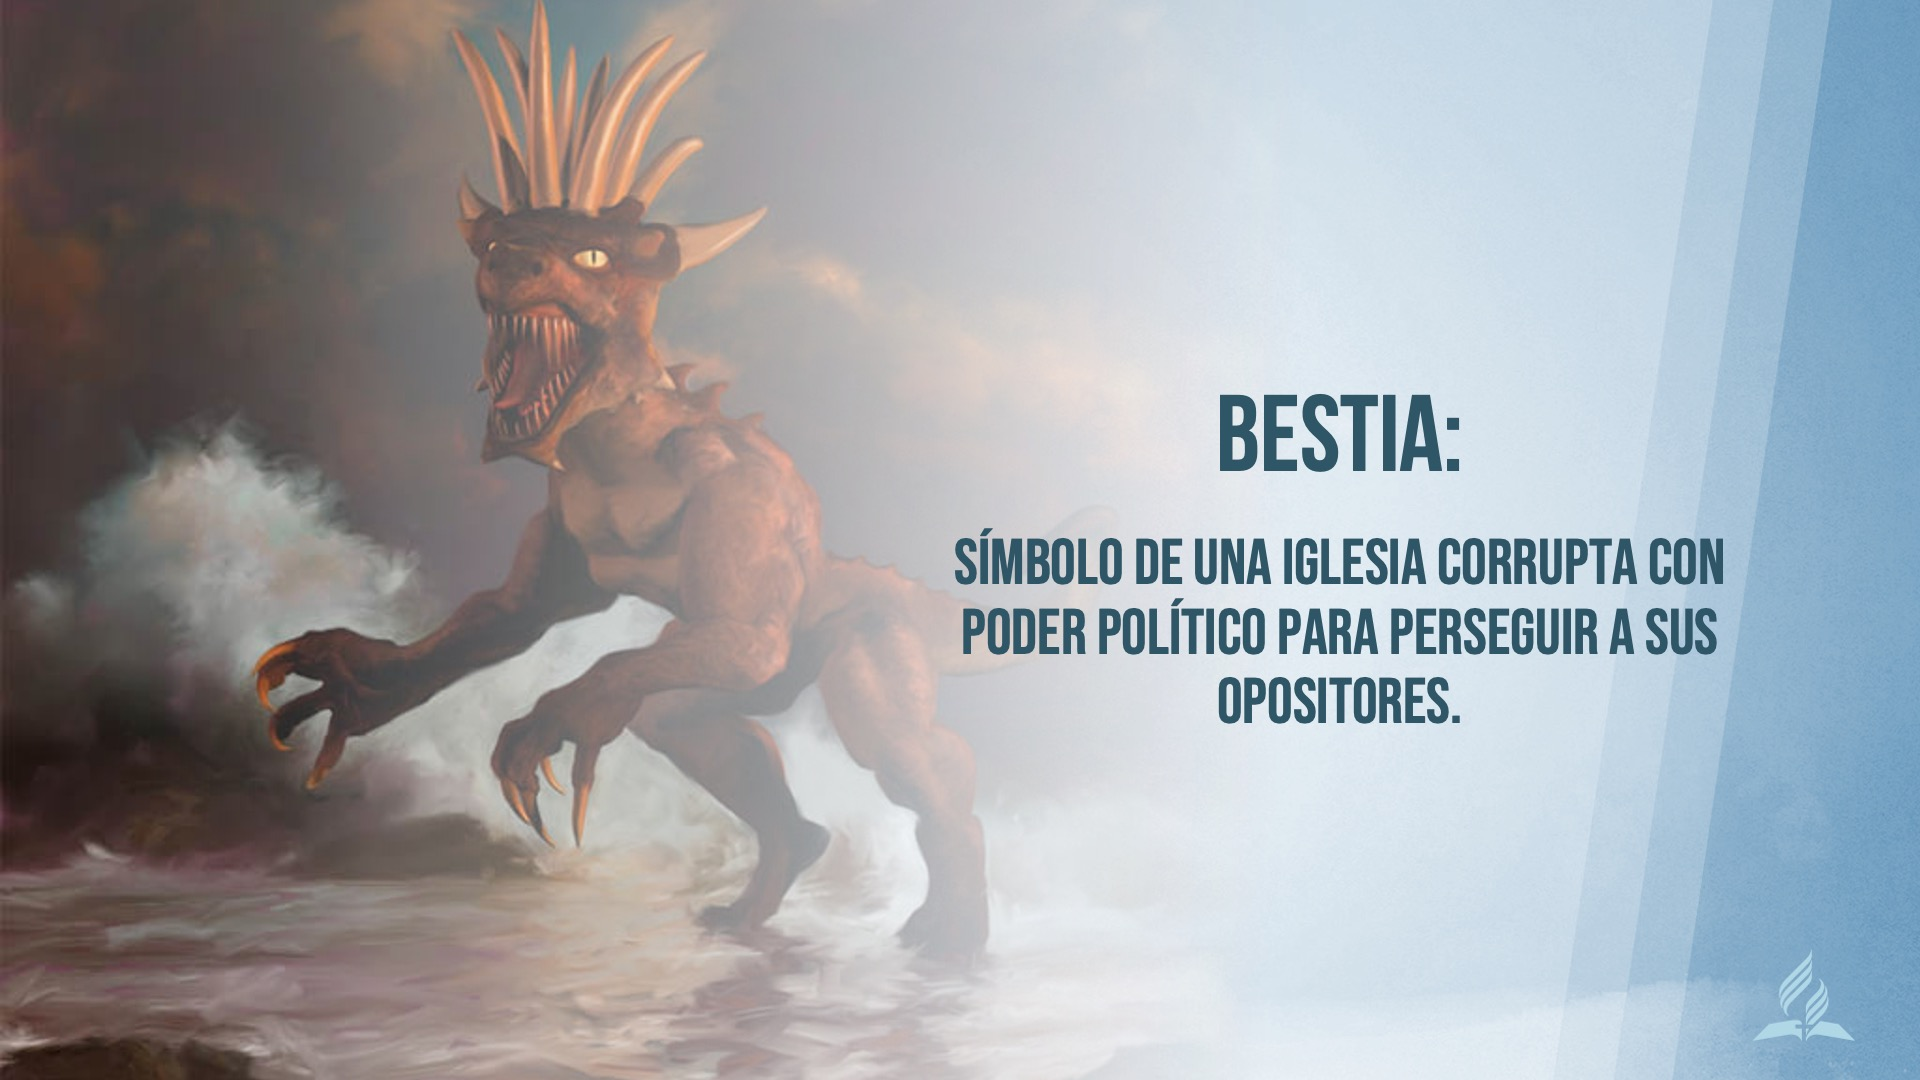 BESTIA:
SÍMBOLO DE UNA IGLESIA CORRUPTA CON
PODER POLÍTICO PARA PERSEGUIR A SUS
OPOSITORES.